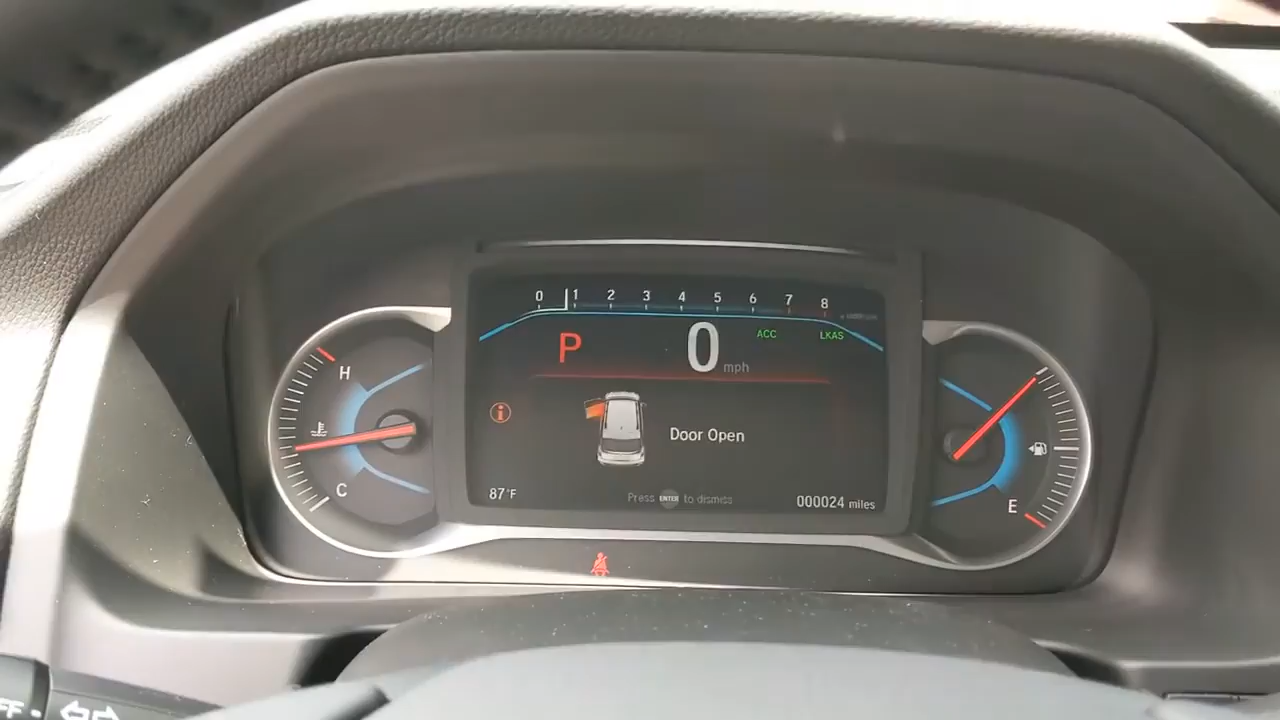 0 1 2 3 4 5 6 7 8
P 0 mph ACC LKAS
H
C
Door Open
E
87°F
Press ENTER to dismiss
000024 miles
FF